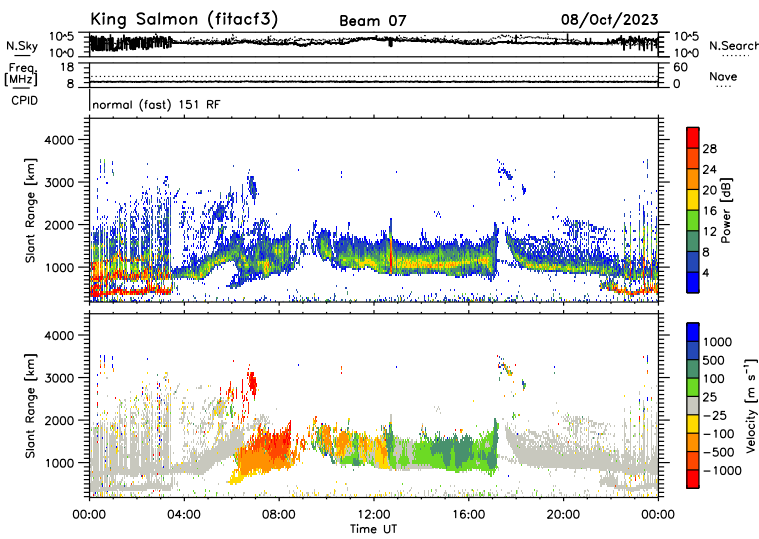 King Salmon (fitacf3) Beam 07 08/Oct/2023
N.Sky 10^5 10^0 10^5 10^0 N.Search
Freq. [MHz] 18 8 60 0 Nave
CPID normal (fast) 151 RF
Slant Range [km] 4000 3000 2000 1000
Power [dB] 28 24 20 16 12 8 4
Slant Range [km] 4000 3000 2000 1000
Velocity [m s⁻¹] 1000 500 100 25 −25 −100 −500 −1000
00:00 04:00 08:00 12:00 16:00 20:00 00:00
Time UT